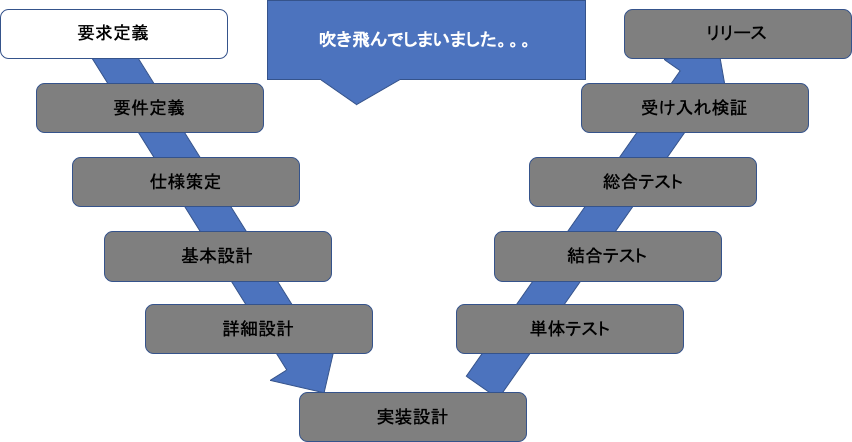 要求定義
吹き飛んでしまいました。。。
リリース
要件定義
受け入れ検証
仕様策定
総合テスト
基本設計
結合テスト
詳細設計
単体テスト
実装設計